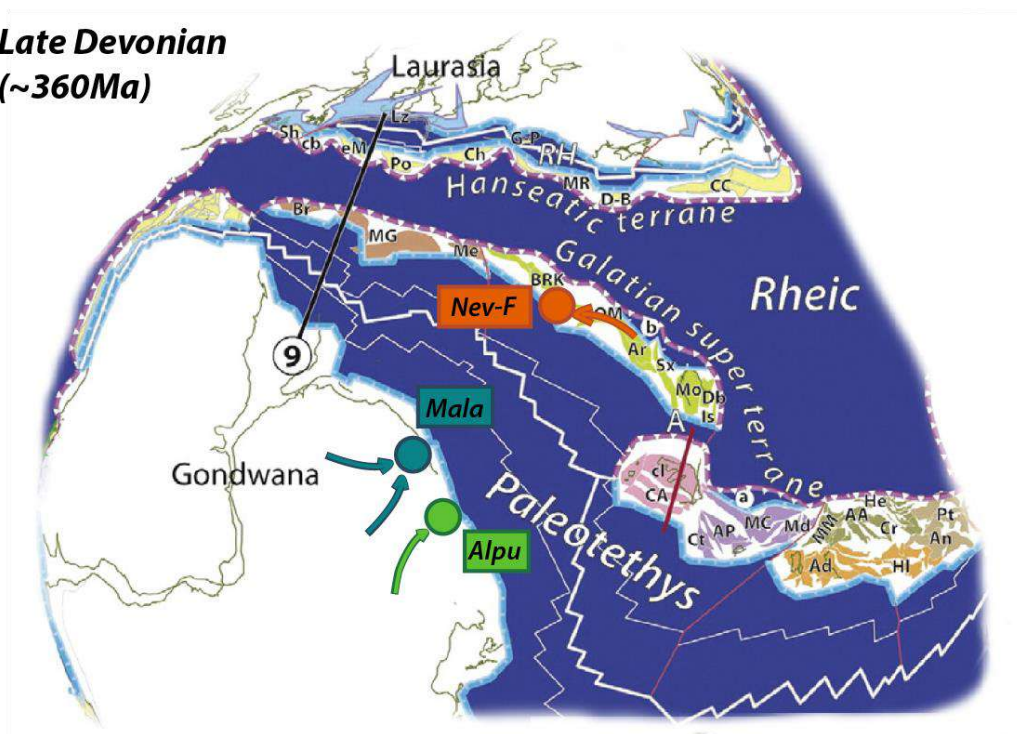 Late Devonian
(~360Ma)
Laurasia
Lz
Sh
cb
eM
Po
Ch
G-P
RH
MR
D-B
CC
Hanseatic terrane
Br
MG
Me
BRK
Galatian super terrane
Rheic
Nev-F
OM
b
Ar
Sx
Mo
Db
Is
9
Mala
A
Gondwana
cl
CA
a
Paleotethys
Ct
AP
MC
Md
MM
AA
He
Cr
Pt
An
Ad
HI
Alpu